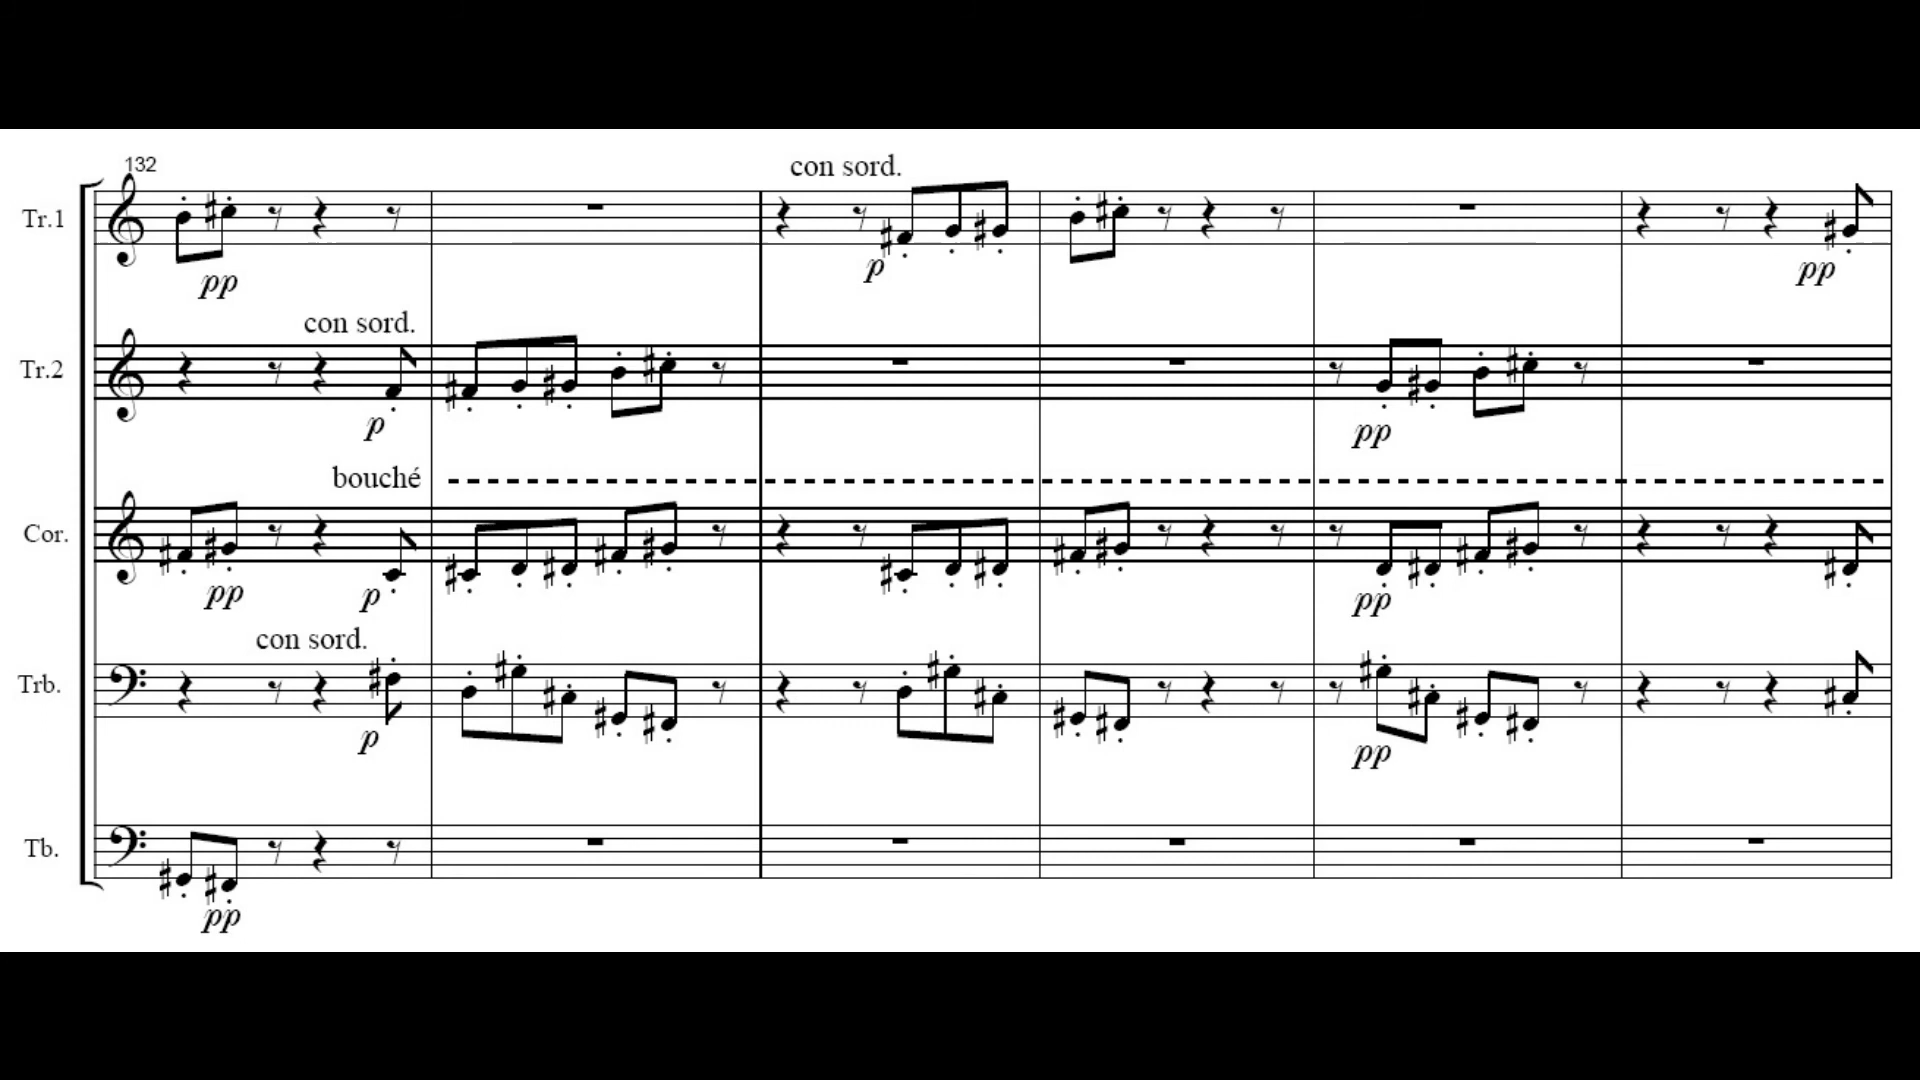 132
con sord.
Tr.1
pp
p
pp
con sord.
Tr.2
p
pp
bouché
Cor.
pp
p
pp
con sord.
Trb.
p
pp
Tb.
pp